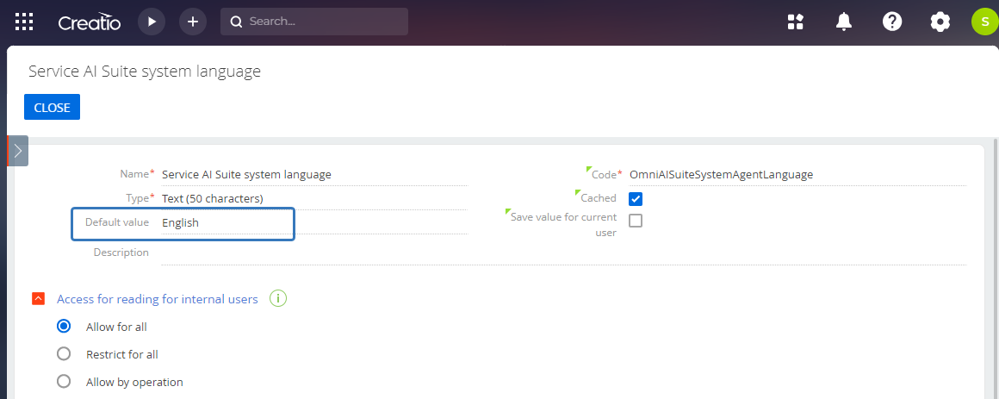 Creatio
Search...
S
Service AI Suite system language
CLOSE
Name* Service AI Suite system language
Code* OmniAISuiteSystemAgentLanguage
Type* Text (50 characters)
Cached
Default value English
Save value for current
user
Description
Access for reading for internal users i
Allow for all
Restrict for all
Allow by operation